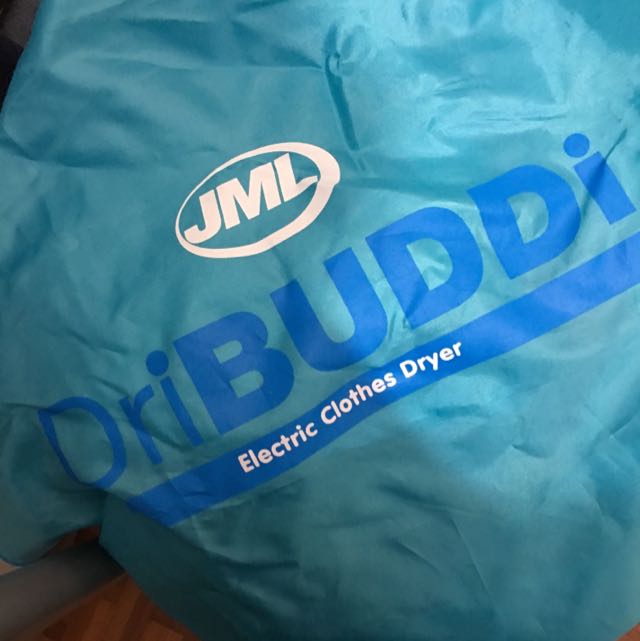 JML
DriBUDDi
Electric Clothes Dryer